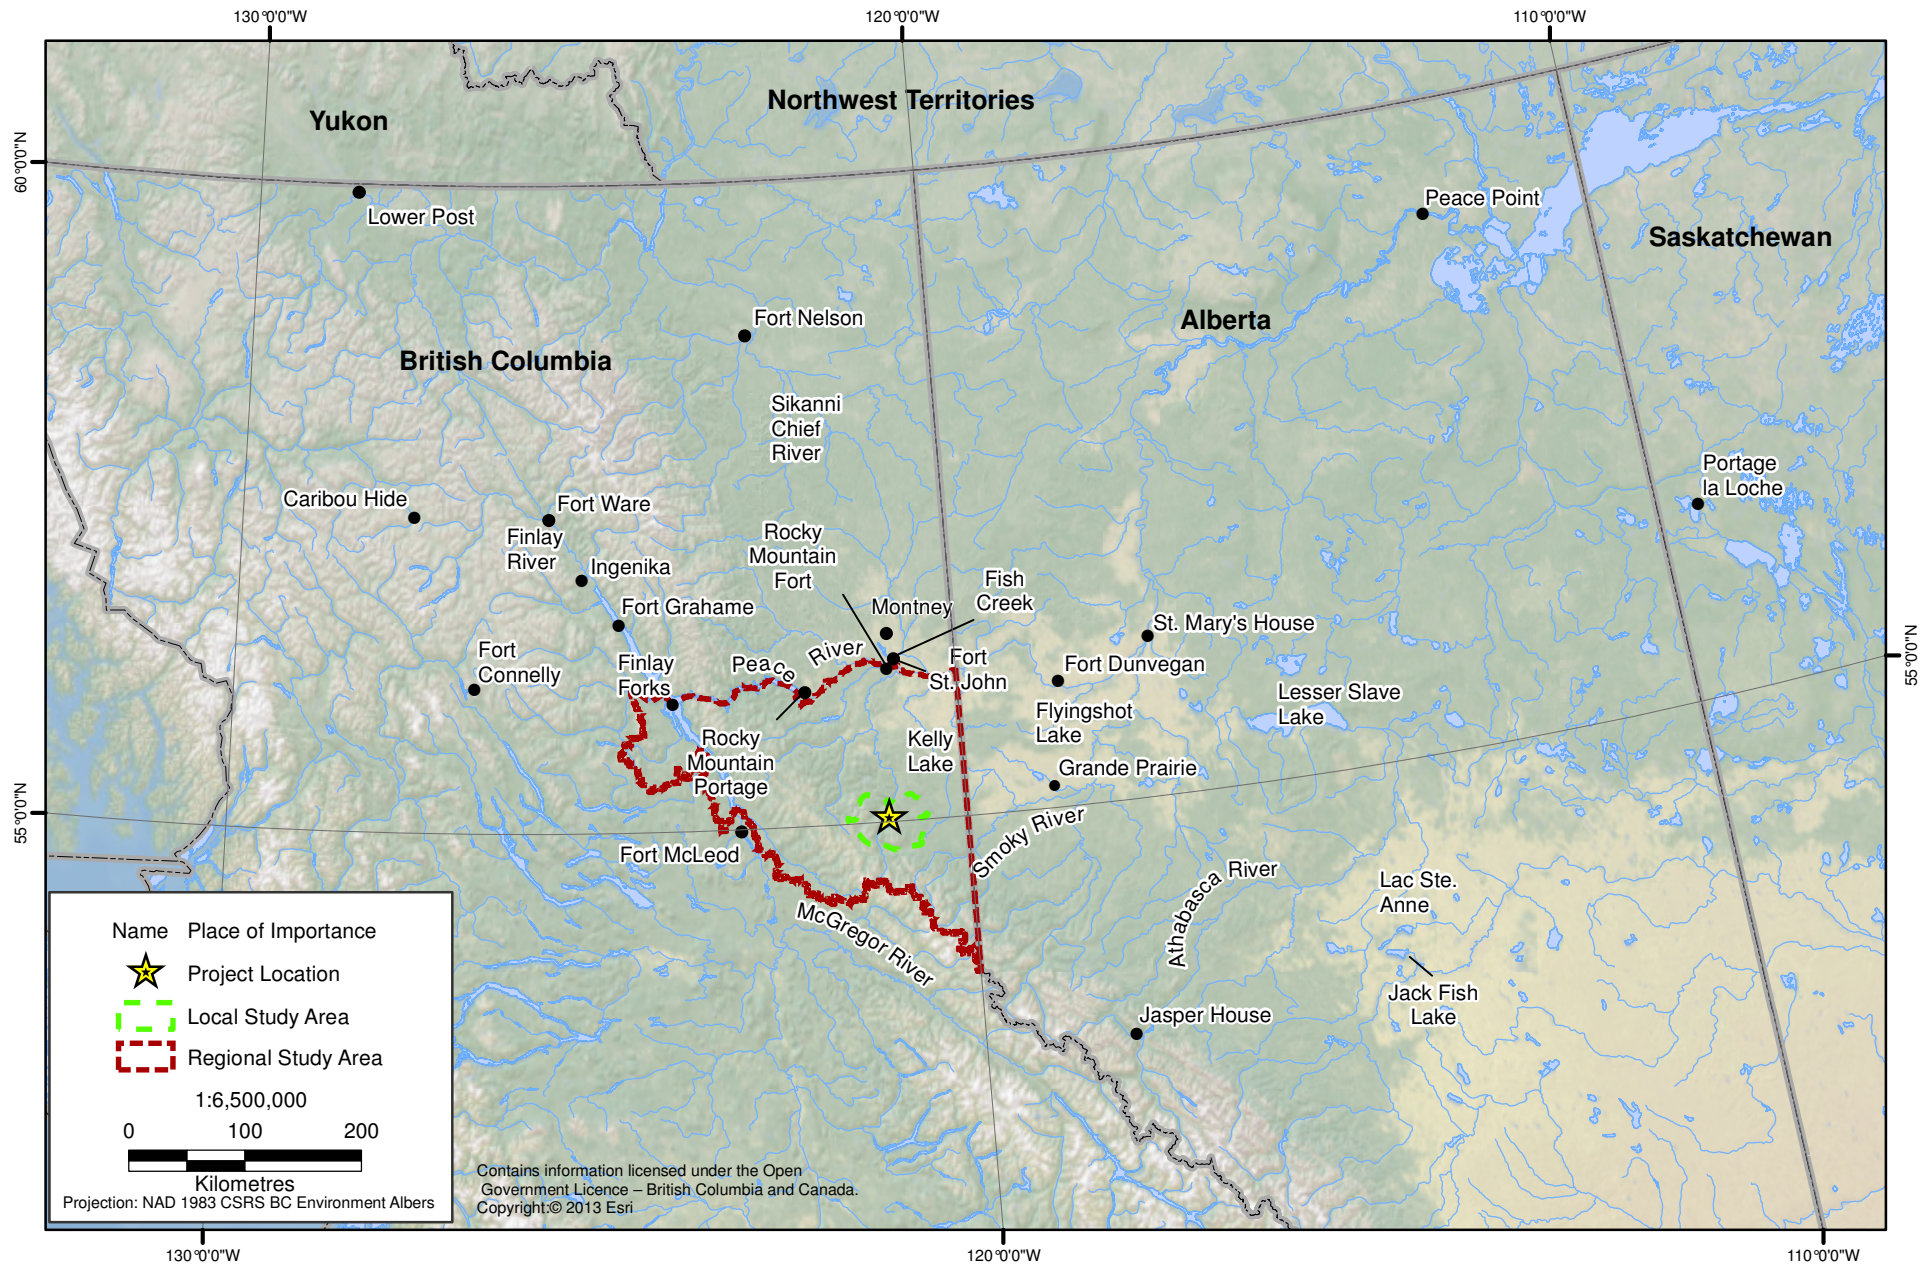 130°0'0"W
120°0'0"W
110°0'0"W
60°0'0"N
55°0'0"N
55°0'0"N
Yukon
Northwest Territories
Lower Post
Peace Point
Saskatchewan
Fort Nelson
Alberta
British Columbia
Sikanni
Chief
River
Portage
la Loche
Caribou Hide
Fort Ware
Finlay
River
Rocky
Mountain
Fort
Ingenika
Fish
Creek
Fort Grahame
Montney
St. Mary's House
Fort
Connelly
Finlay
Forks
Peace River
Fort
St. John
Fort Dunvegan
Lesser Slave
Lake
Flyingshot
Lake
Rocky
Mountain
Portage
Kelly
Lake
Grande Prairie
Smoky River
Fort McLeod
Athabasca River
Lac Ste.
Anne
McGregor River
Jack Fish
Lake
Jasper House
Name Place of Importance
Project Location
Local Study Area
Regional Study Area
1:6,500,000
0 100 200
Kilometres
Projection: NAD 1983 CSRS BC Environment Albers
Contains information licensed under the Open
Government Licence – British Columbia and Canada.
Copyright:© 2013 Esri
130°0'0"W
120°0'0"W
110°0'0"W